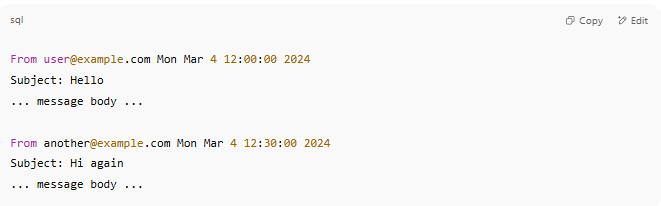 sql
Copy
Edit
From user@example.com Mon Mar 4 12:00:00 2024
Subject: Hello
... message body ...
From another@example.com Mon Mar 4 12:30:00 2024
Subject: Hi again
... message body ...